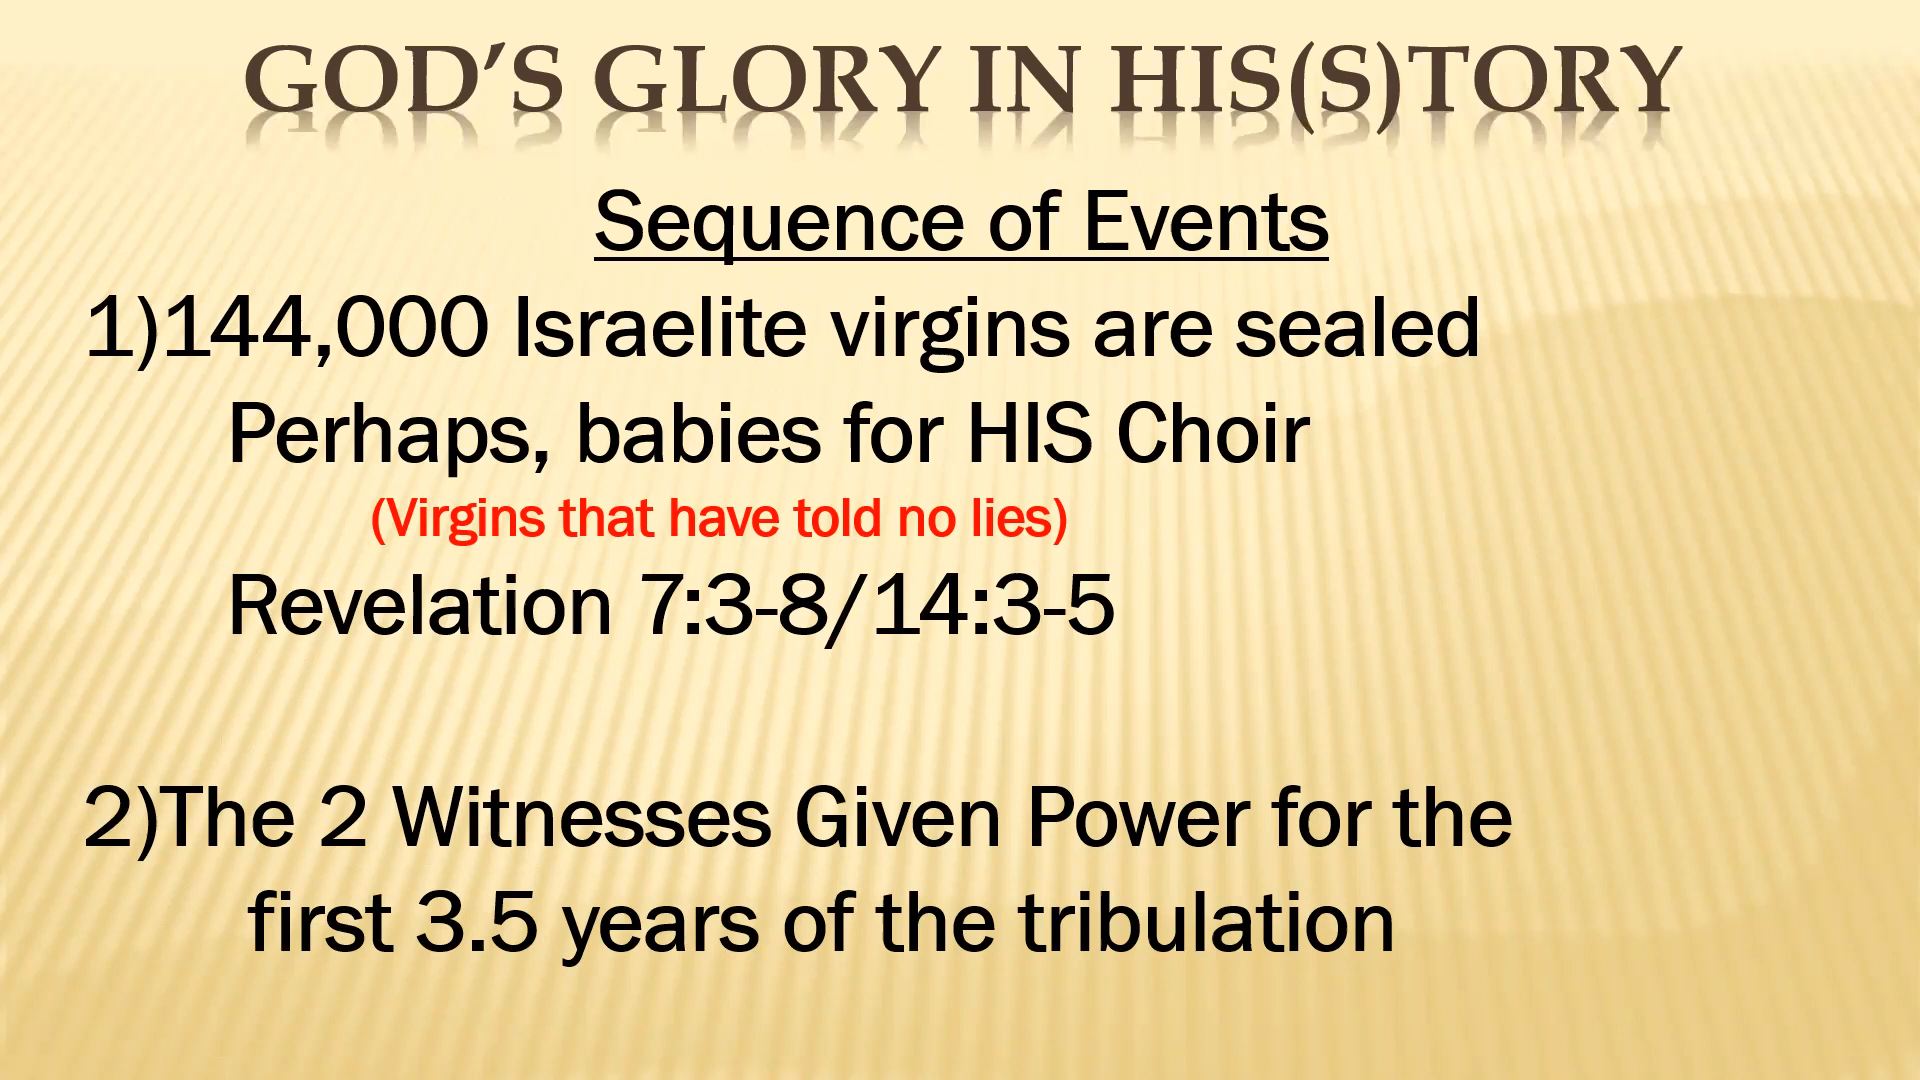 GOD’S GLORY IN HIS(S)TORY
Sequence of Events
1)144,000 Israelite virgins are sealed
Perhaps, babies for HIS Choir
(Virgins that have told no lies)
Revelation 7:3-8/14:3-5
2)The 2 Witnesses Given Power for the
first 3.5 years of the tribulation